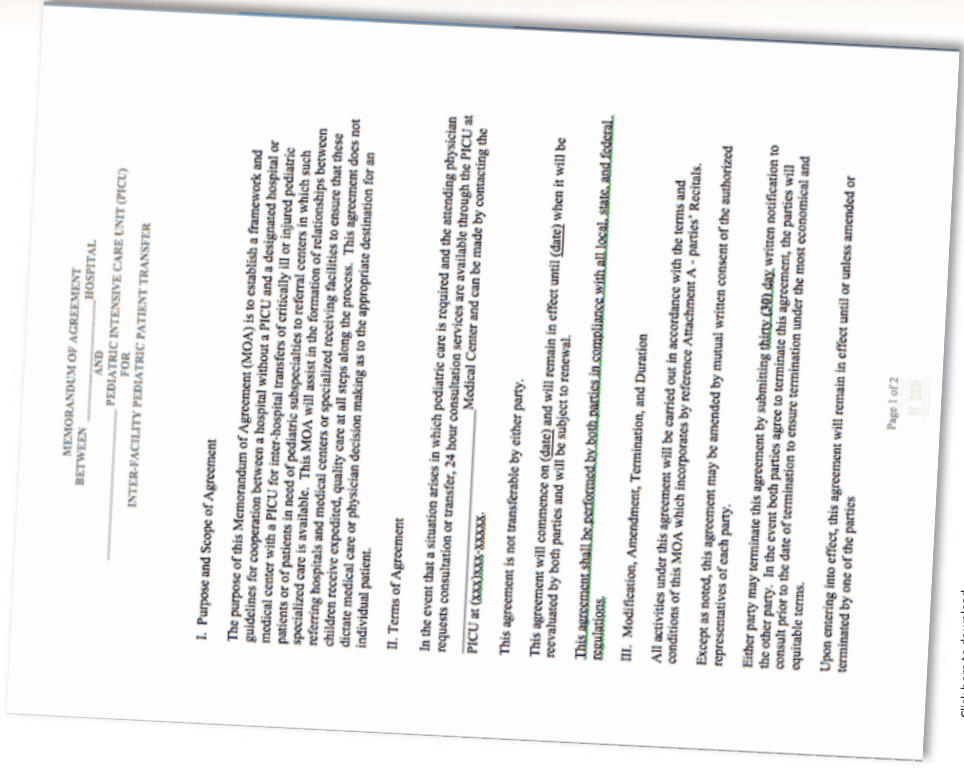 MEMORANDUM OF AGREEMENT
BETWEEN ________HOSPITAL
AND
________ PEDIATRIC INTENSIVE CARE UNIT (PICU)
FOR
INTER-FACILITY PEDIATRIC PATIENT TRANSFER
I. Purpose and Scope of Agreement
The purpose of this Memorandum of Agreement (MOA) is to establish a framework and
guidelines for cooperation between a hospital without a PICU and a designated hospital or
medical center with a PICU for inter-hospital transfers of critically ill or injured pediatric
patients or of patients in need of pediatric subspecialties to referral centers in which such
specialized care is available. This MOA will assist in the formation of relationships between
referring hospitals and medical centers or specialized receiving facilities to ensure that these
children receive expedited, quality care at all steps along the process. This agreement does not
dictate medical care or physician decision making as to the appropriate destination for an
individual patient.
II. Terms of Agreement
In the event that a situation arises in which pediatric care is required and the attending physician
requests consultation or transfer, 24 hour consultation services are available through the PICU at
________ Medical Center and can be made by contacting the
PICU at (xxx)xxx-xxxxx.
This agreement is not transferable by either party.
This agreement will commence on (date) and will remain in effect until (date) when it will be
reevaluated by both parties and will be subject to renewal.
This agreement shall be performed by both parties in compliance with all local, state, and federal
regulations.
III. Modification, Amendment, Termination, and Duration
All activities under this agreement will be carried out in accordance with the terms and
conditions of this MOA which incorporates by reference Attachment A - parties' Recitals.
Except as noted, this agreement may be amended by mutual written consent of the authorized
representatives of each party.
Either party may terminate this agreement by submitting thirty (30) day written notification to
the other party. In the event both parties agree to terminate this agreement, the parties will
consult prior to the date of termination to ensure termination under the most economical and
equitable terms.
Upon entering into effect, this agreement will remain in effect until or unless amended or
terminated by one of the parties
Page 1 of 2